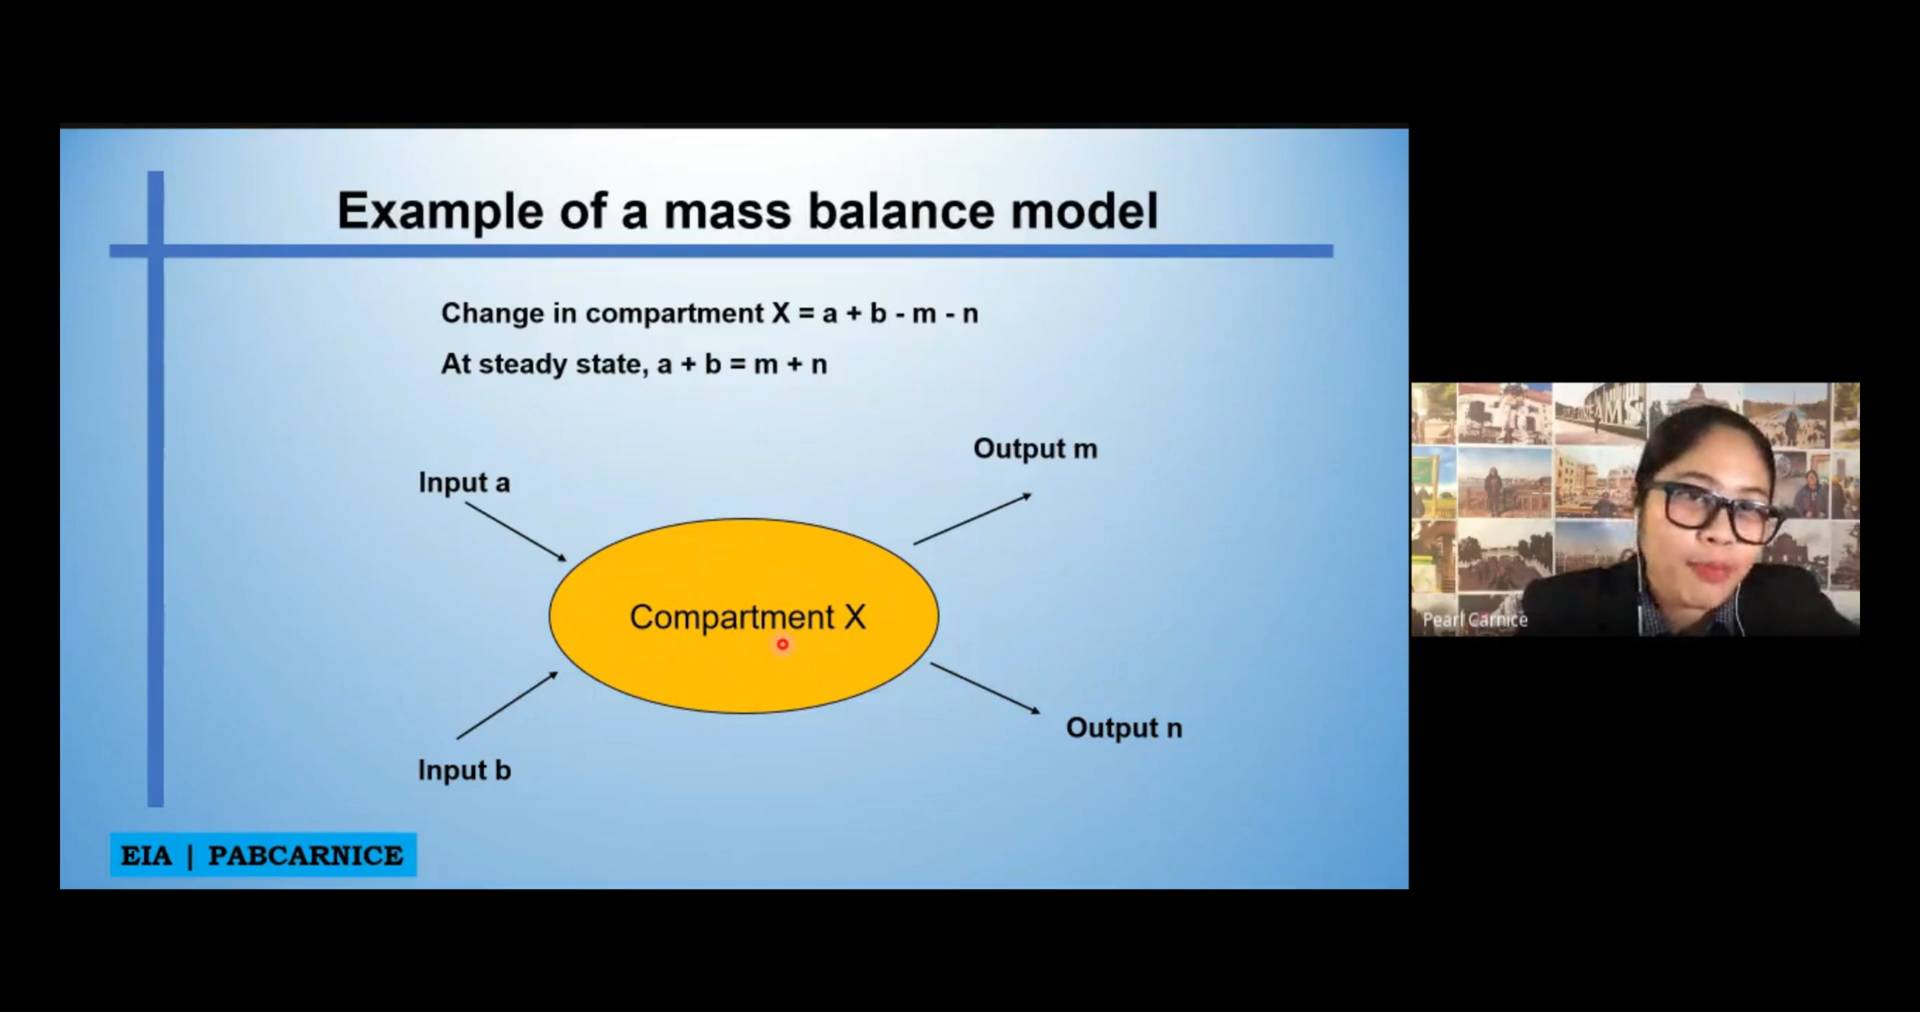 Example of a mass balance model
Change in compartment X = a + b - m - n
At steady state, a + b = m + n
Output m
Input a
Compartment X
Output n
Input b
EIA | PABCARNICE
Pearl Carnice
DREAMS